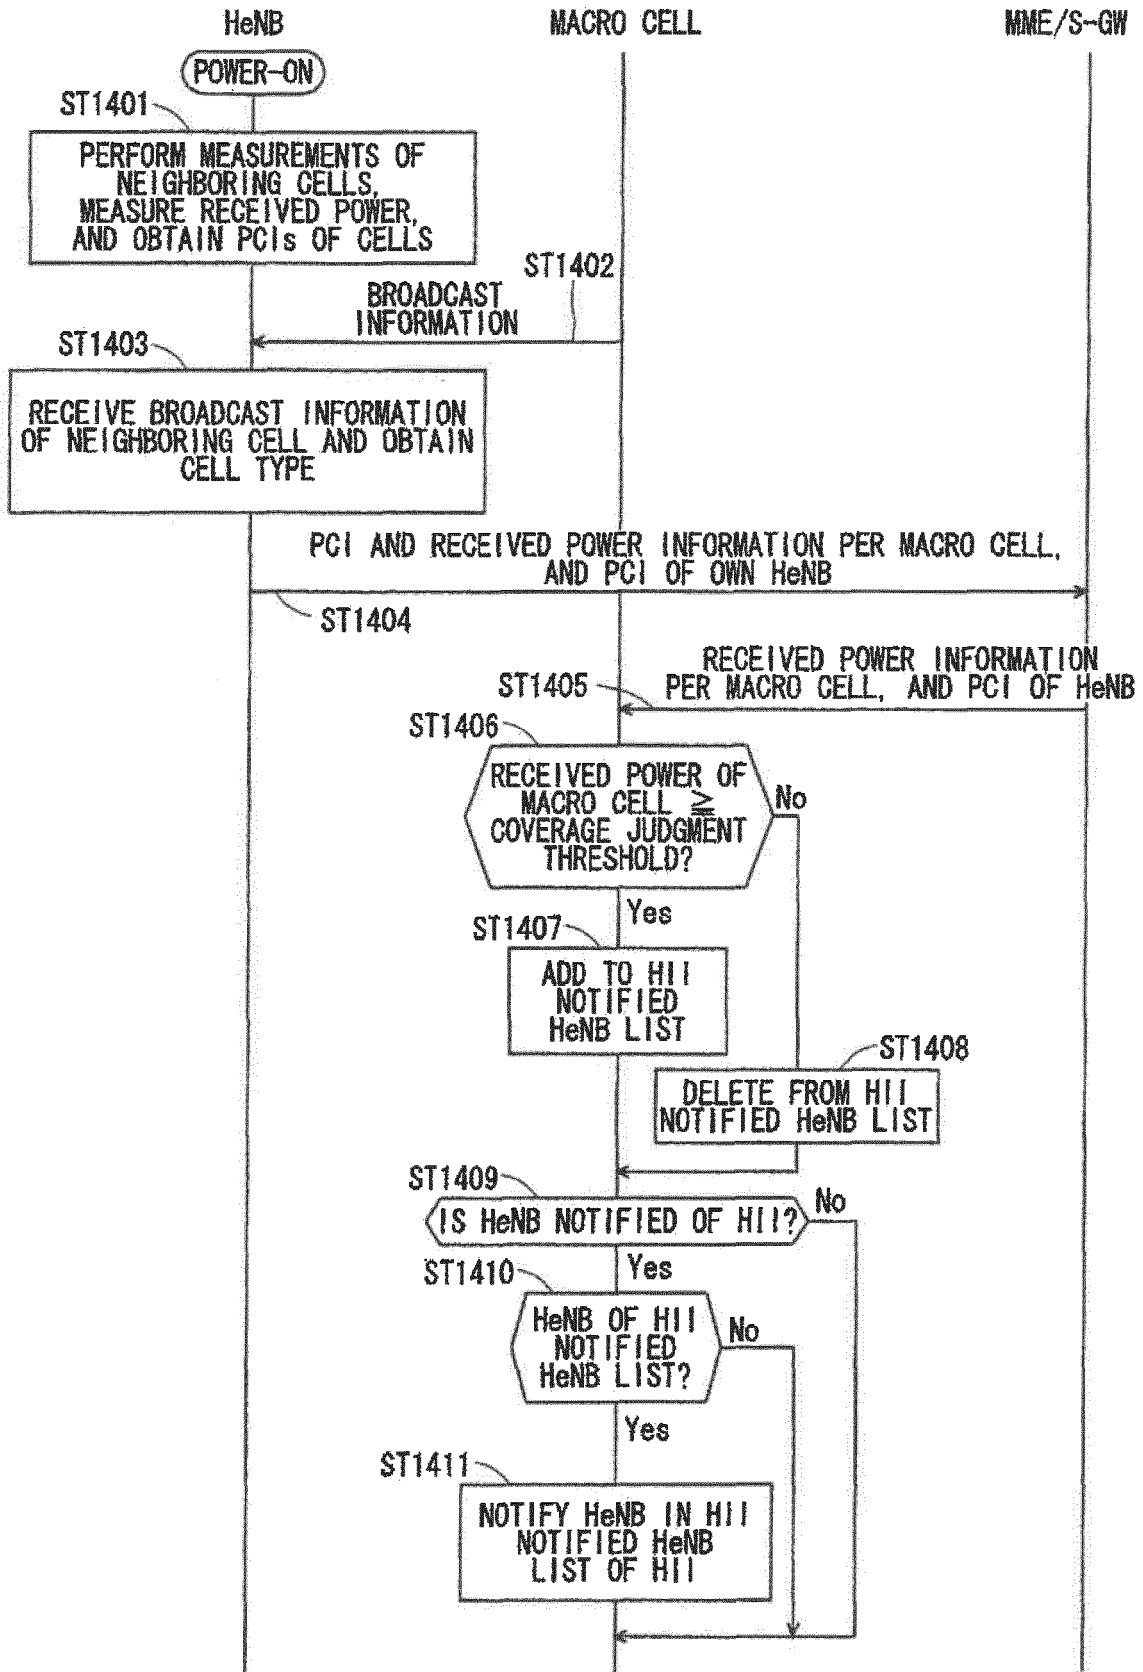 HeNB
MACRO CELL
MME/S-GW
POWER-ON
ST1401
PERFORM MEASUREMENTS OF
NEIGHBORING CELLS,
MEASURE RECEIVED POWER,
AND OBTAIN PCIs OF CELLS
ST1402
BROADCAST
INFORMATION
ST1403
RECEIVE BROADCAST INFORMATION
OF NEIGHBORING CELL AND OBTAIN
CELL TYPE
PCI AND RECEIVED POWER INFORMATION PER MACRO CELL,
AND PCI OF OWN HeNB
ST1404
RECEIVED POWER INFORMATION
PER MACRO CELL, AND PCI OF HeNB
ST1405
ST1406
RECEIVED POWER OF
MACRO CELL ≧
COVERAGE JUDGMENT
THRESHOLD?
No
Yes
ST1407
ADD TO HII
NOTIFIED
HeNB LIST
ST1408
DELETE FROM HII
NOTIFIED HeNB LIST
ST1409
IS HeNB NOTIFIED OF HII?
No
Yes
ST1410
HeNB OF HII
NOTIFIED
HeNB LIST?
No
Yes
ST1411
NOTIFY HeNB IN HII
NOTIFIED HeNB
LIST OF HII